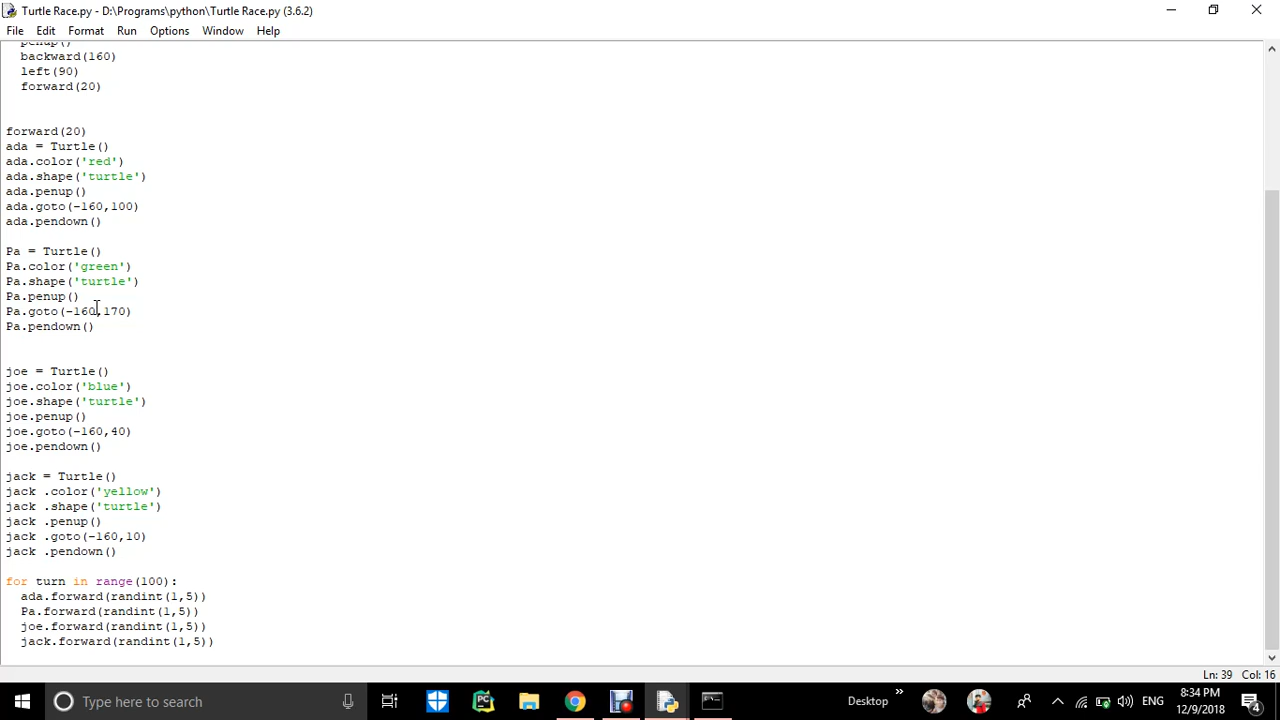 Turtle Race.py - D:\Programs\python\Turtle Race.py (3.6.2)
File Edit Format Run Options Window Help
penup()
backward(160)
left(90)
forward(20)
forward(20)
ada = Turtle()
ada.color('red')
ada.shape('turtle')
ada.penup()
ada.goto(-160,100)
ada.pendown()
Pa = Turtle()
Pa.color('green')
Pa.shape('turtle')
Pa.penup()
Pa.goto(-160,170)
Pa.pendown()
joe = Turtle()
joe.color('blue')
joe.shape('turtle')
joe.penup()
joe.goto(-160,40)
joe.pendown()
jack = Turtle()
jack .color('yellow')
jack .shape('turtle')
jack .penup()
jack .goto(-160,10)
jack .pendown()
for turn in range(100):
ada.forward(randint(1,5))
Pa.forward(randint(1,5))
joe.forward(randint(1,5))
jack.forward(randint(1,5))
Ln: 39 Col: 16
Type here to search
PC
Desktop
ENG
8:34 PM
12/9/2018
4